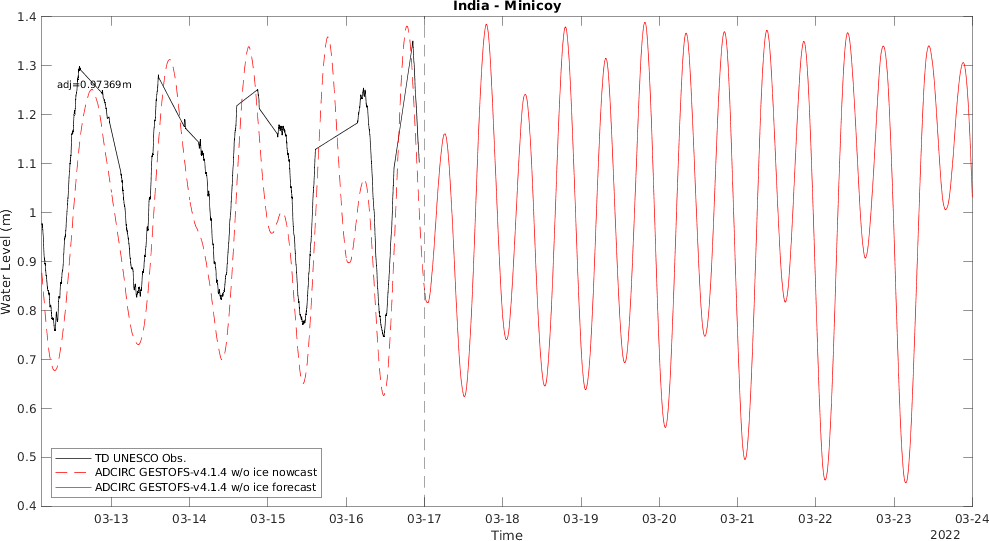 India - Minicoy
1.4
1.3
1.2
1.1
1
0.9
0.8
0.7
0.6
0.5
0.4
Water Level (m)
adj=0.97369m
TD UNESCO Obs.
ADCIRC GESTOFS-v4.1.4 w/o ice nowcast
ADCIRC GESTOFS-v4.1.4 w/o ice forecast
03-13 03-14 03-15 03-16 03-17 03-18 03-19 03-20 03-21 03-22 03-23 03-24
Time
2022